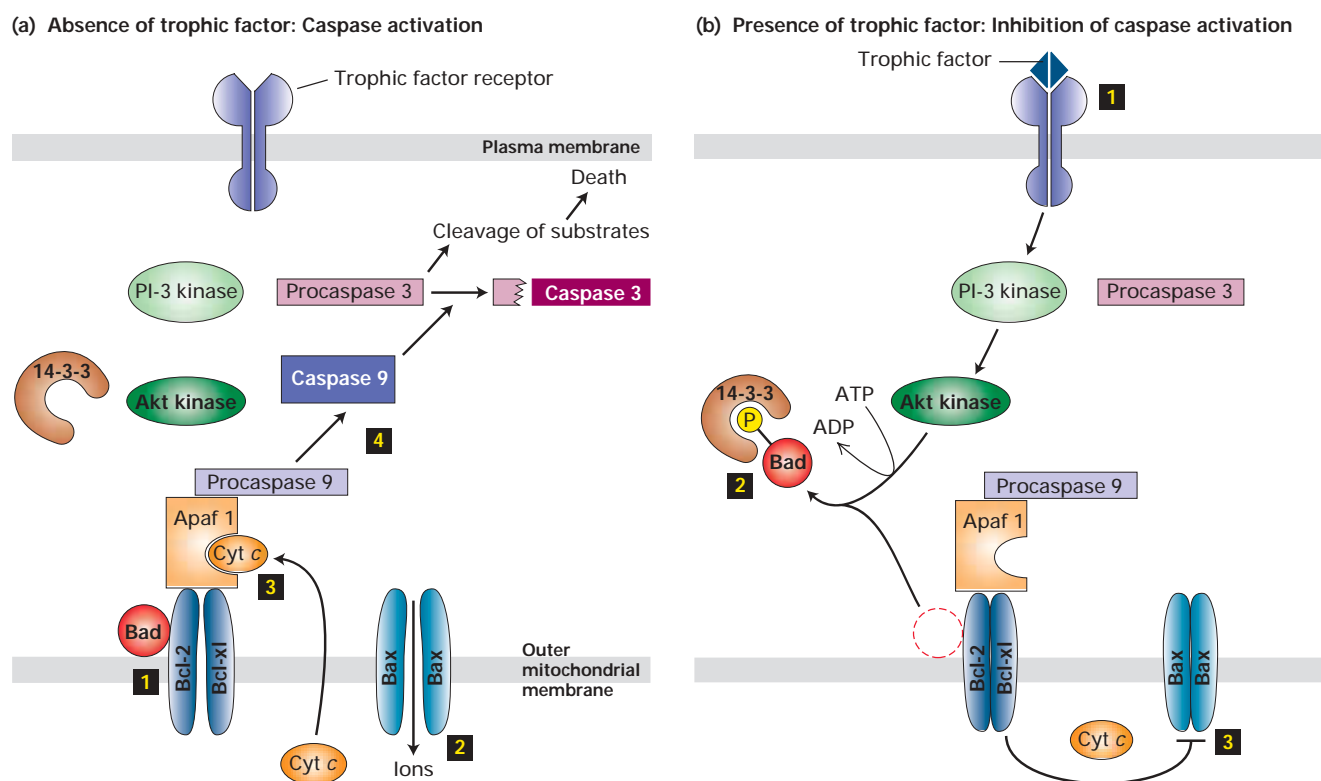 (a) Absence of trophic factor: Caspase activation
Trophic factor receptor
Plasma membrane
Death
Cleavage of substrates
PI-3 kinase
Procaspase 3
Caspase 3
14-3-3
Akt kinase
Caspase 9
4
Procaspase 9
Apaf 1
Cyt c
3
Bad
1
Bcl-2
Bcl-xl
Bax
Bax
Outer
mitochondrial
membrane
2
Cyt c
Ions
(b) Presence of trophic factor: Inhibition of caspase activation
Trophic factor
1
PI-3 kinase
Procaspase 3
14-3-3
P
Bad
2
ATP
ADP
Akt kinase
Procaspase 9
Apaf 1
Bcl-2
Bcl-xl
Bax
Bax
Cyt c
3